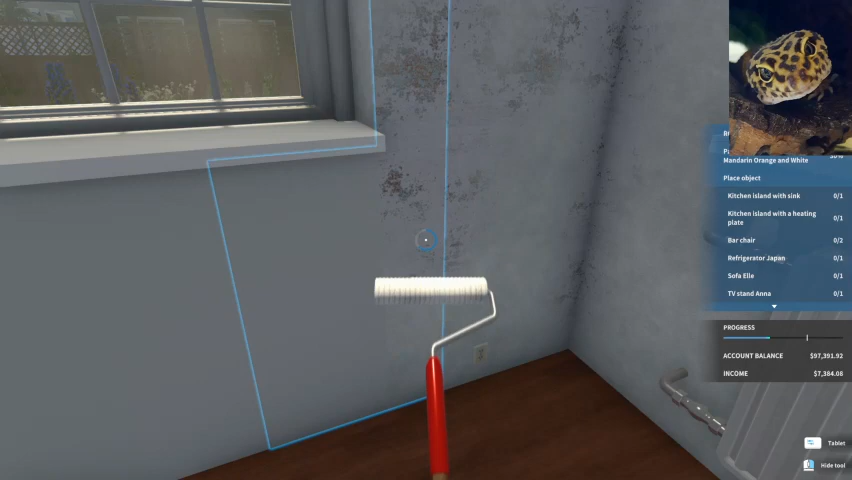 Mandarin Orange and White
Place object
Kitchen island with sink 0/1
Kitchen island with a heating 0/1
plate
Bar chair 0/2
Refrigerator Japan 0/1
Sofa Elle 0/1
TV stand Anna 0/1
PROGRESS
ACCOUNT BALANCE $97,391.92
INCOME $7,384.08
Tablet
Hide tool